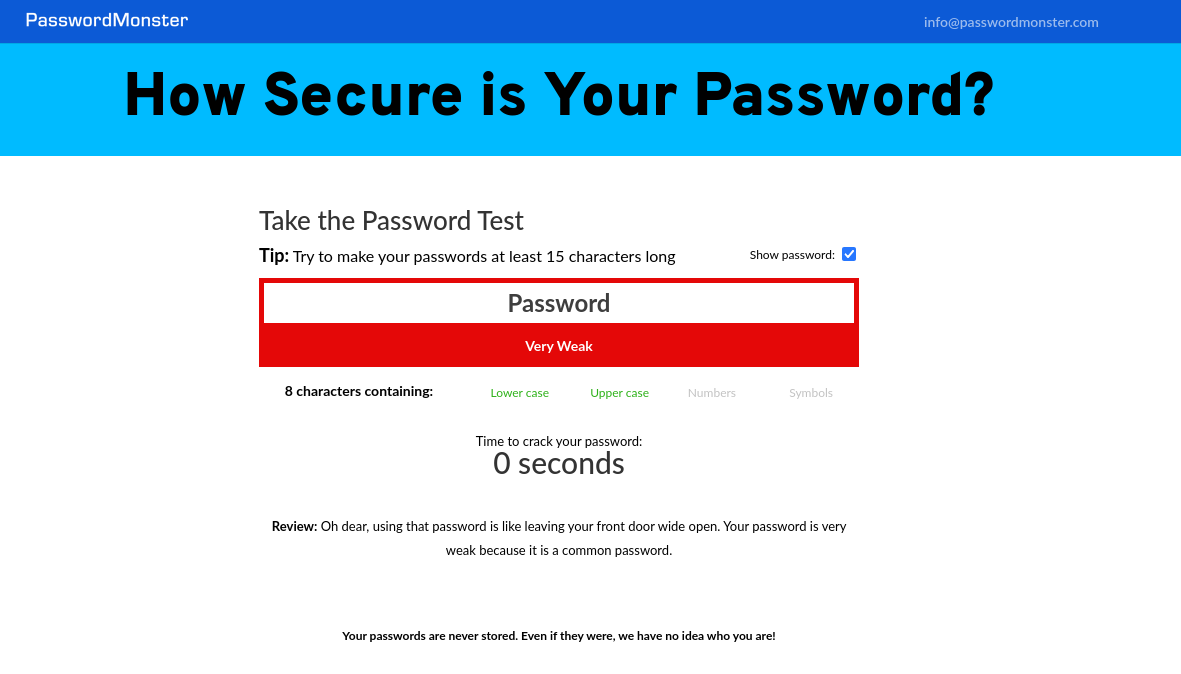 PasswordMonster
info@passwordmonster.com
How Secure is Your Password?
Take the Password Test
Tip: Try to make your passwords at least 15 characters long
Show password:
Password
Very Weak
8 characters containing:
Lower case
Upper case
Numbers
Symbols
Time to crack your password:
0 seconds
Review: Oh dear, using that password is like leaving your front door wide open. Your password is very
weak because it is a common password.
Your passwords are never stored. Even if they were, we have no idea who you are!